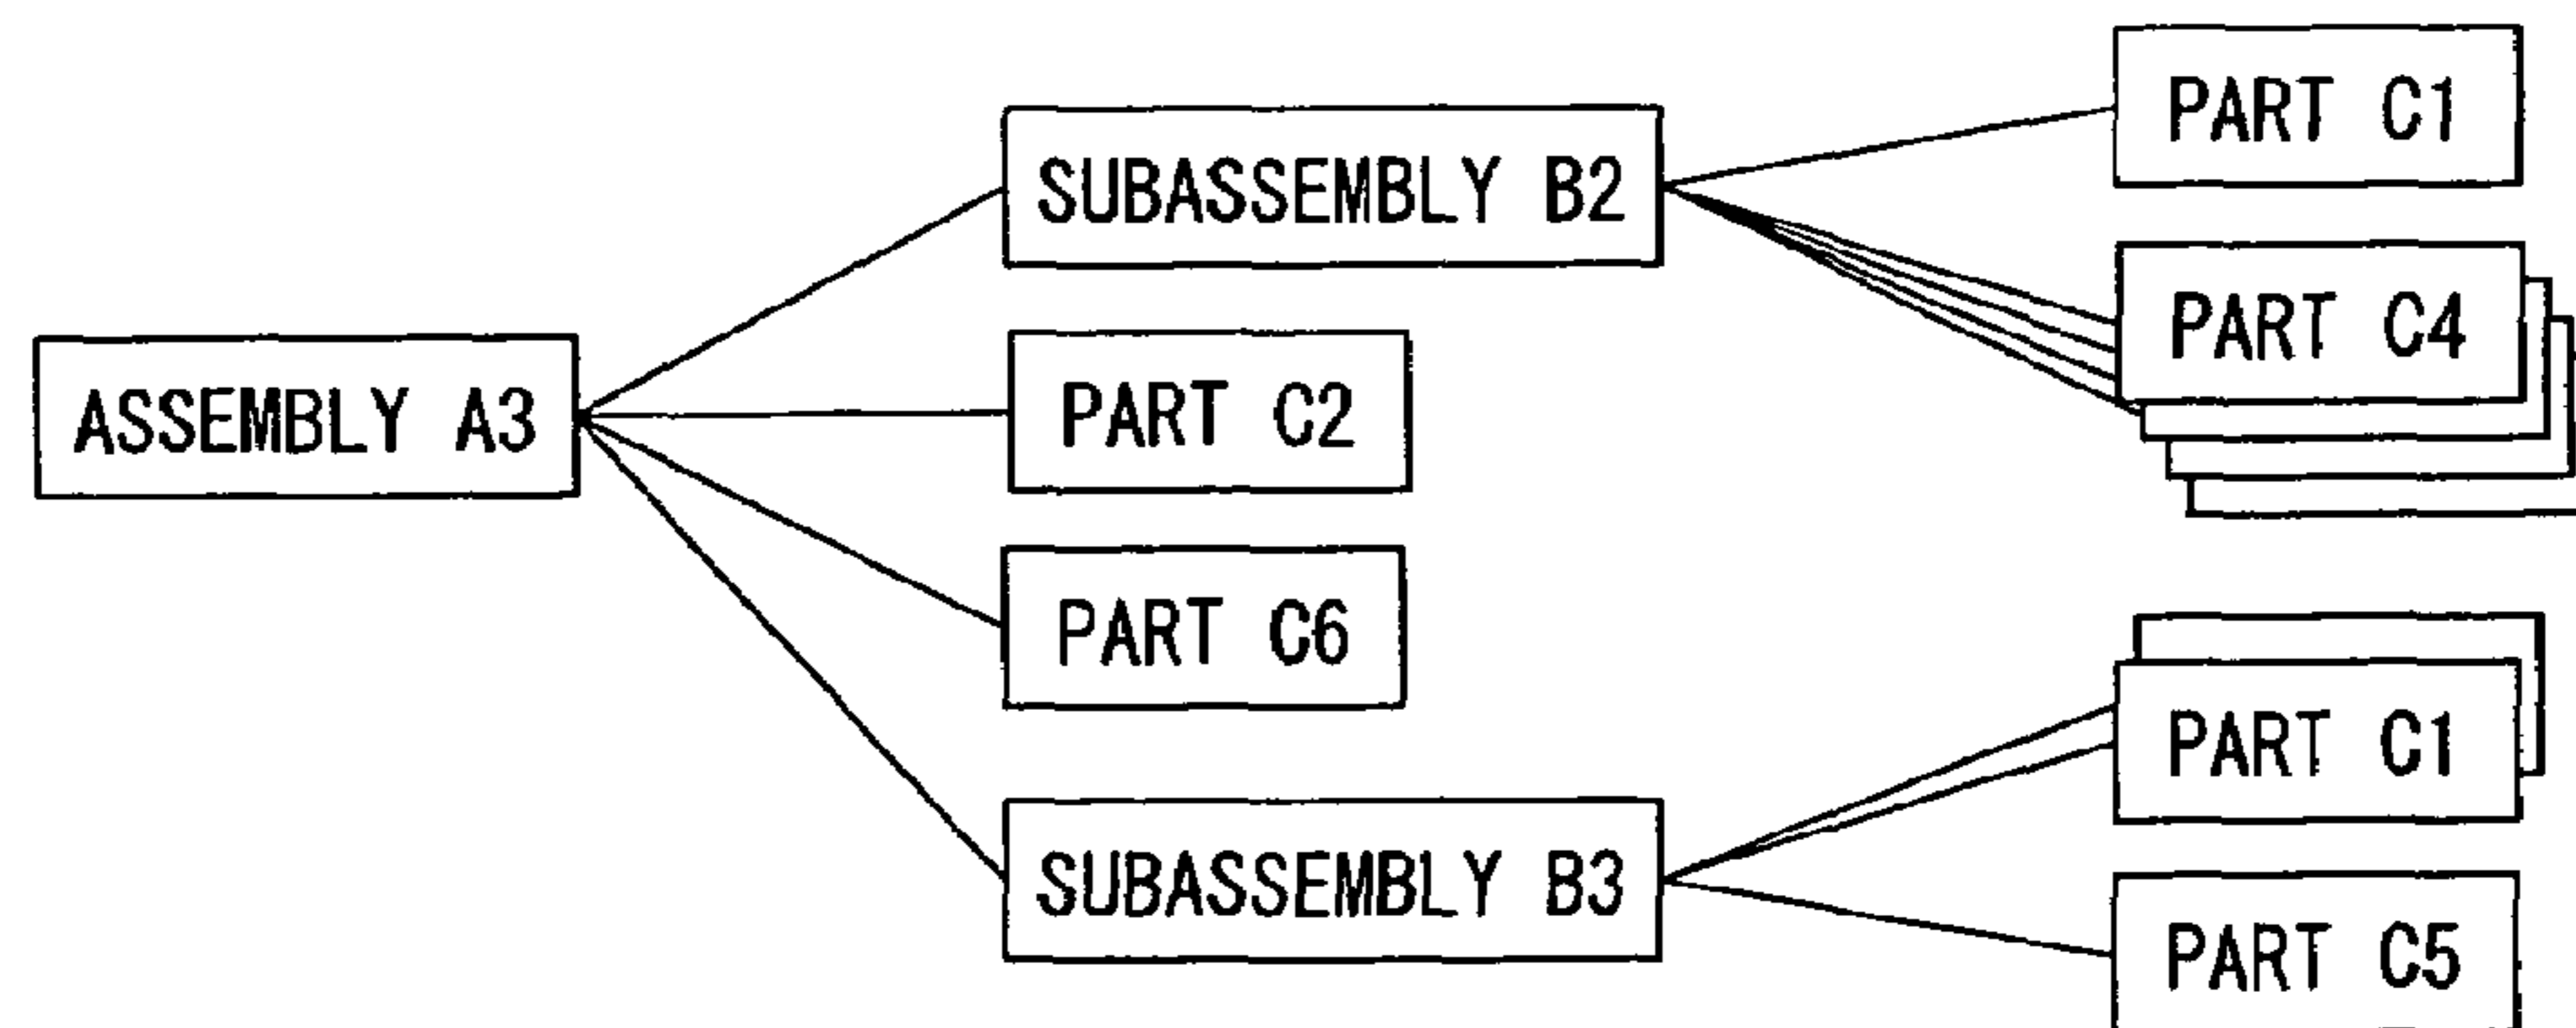 PART C1
SUBASSEMBLY B2
PART C4
ASSEMBLY A3
PART C2
PART C6
PART C1
SUBASSEMBLY B3
PART C5